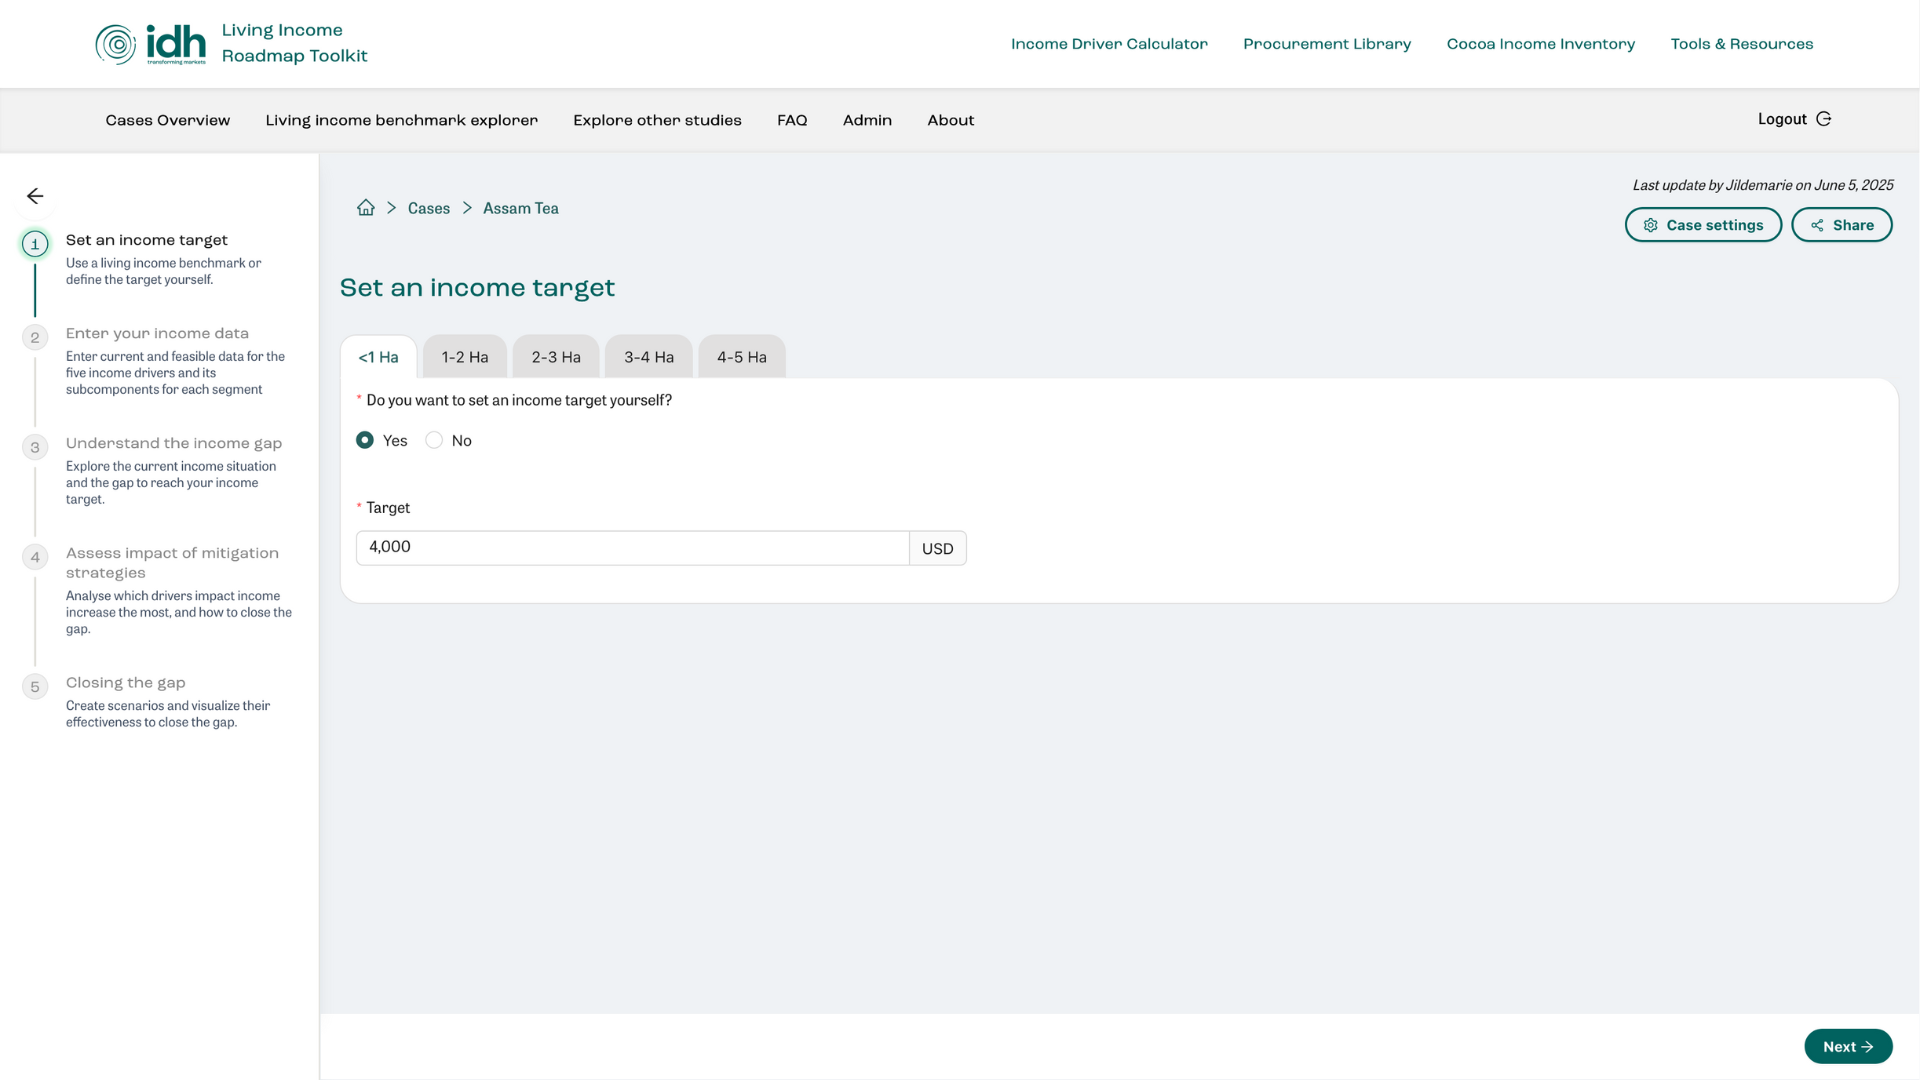 idh
transforming markets
Living Income
Roadmap Toolkit
Income Driver Calculator
Procurement Library
Cocoa Income Inventory
Tools & Resources
Cases Overview
Living income benchmark explorer
Explore other studies
FAQ
Admin
About
Logout
1
Set an income target
Use a living income benchmark or
define the target yourself.
2
Enter your income data
Enter current and feasible data for the
five income drivers and its
subcomponents for each segment
3
Understand the income gap
Explore the current income situation
and the gap to reach your income
target.
4
Assess impact of mitigation
strategies
Analyse which drivers impact income
increase the most, and how to close the
gap.
5
Closing the gap
Create scenarios and visualize their
effectiveness to close the gap.
Cases > Assam Tea
Last update by Jildemarie on June 5, 2025
Case settings
Share
Set an income target
<1 Ha
1-2 Ha
2-3 Ha
3-4 Ha
4-5 Ha
* Do you want to set an income target yourself?
Yes
No
* Target
4,000
USD
Next →